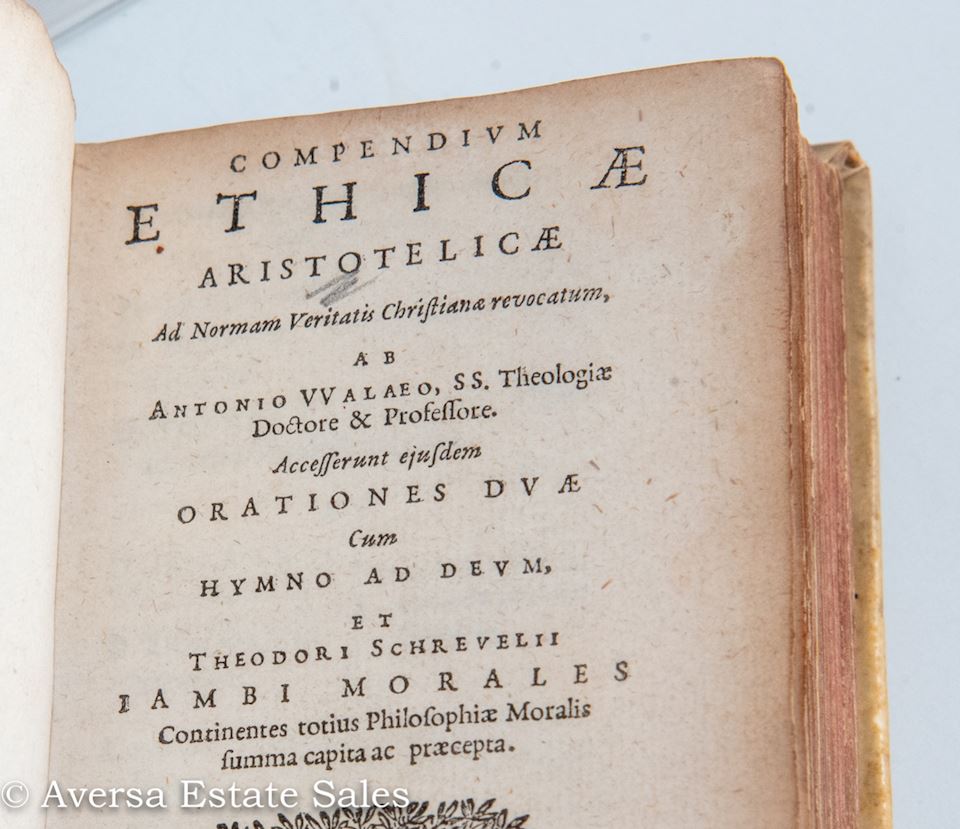 COMPENDIVM
ETHICÆ
ARISTOTELICÆ
Ad Normam Veritatis Chriſtianæ revocatum,
AB
ANTONIO VVALAEO, SS. Theologiæ
Doctore & Profeſſore.
Acceſſerunt ejuſdem
ORATIONES DVÆ
Cum
HYMNO AD DEVM,
ET
THEODORI SCHREVELII
IAMBI MORALES
Continentes totius Philoſophiæ Moralis
ſumma capita ac præcepta.
© Aversa Estate Sales